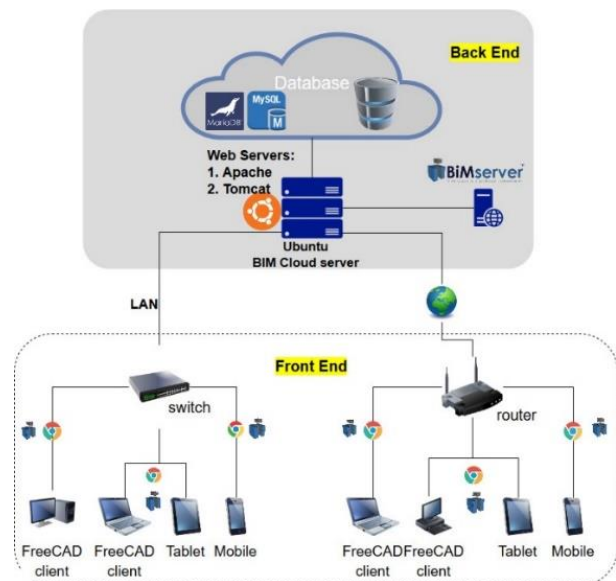 Back End
Database
MariaDB
MySQL
Web Servers:
1. Apache
2. Tomcat
BiMserver
Ubuntu
BIM Cloud server
LAN
Front End
switch
router
FreeCAD client
FreeCAD client
Tablet
Mobile
FreeCAD client
FreeCAD client
Tablet
Mobile